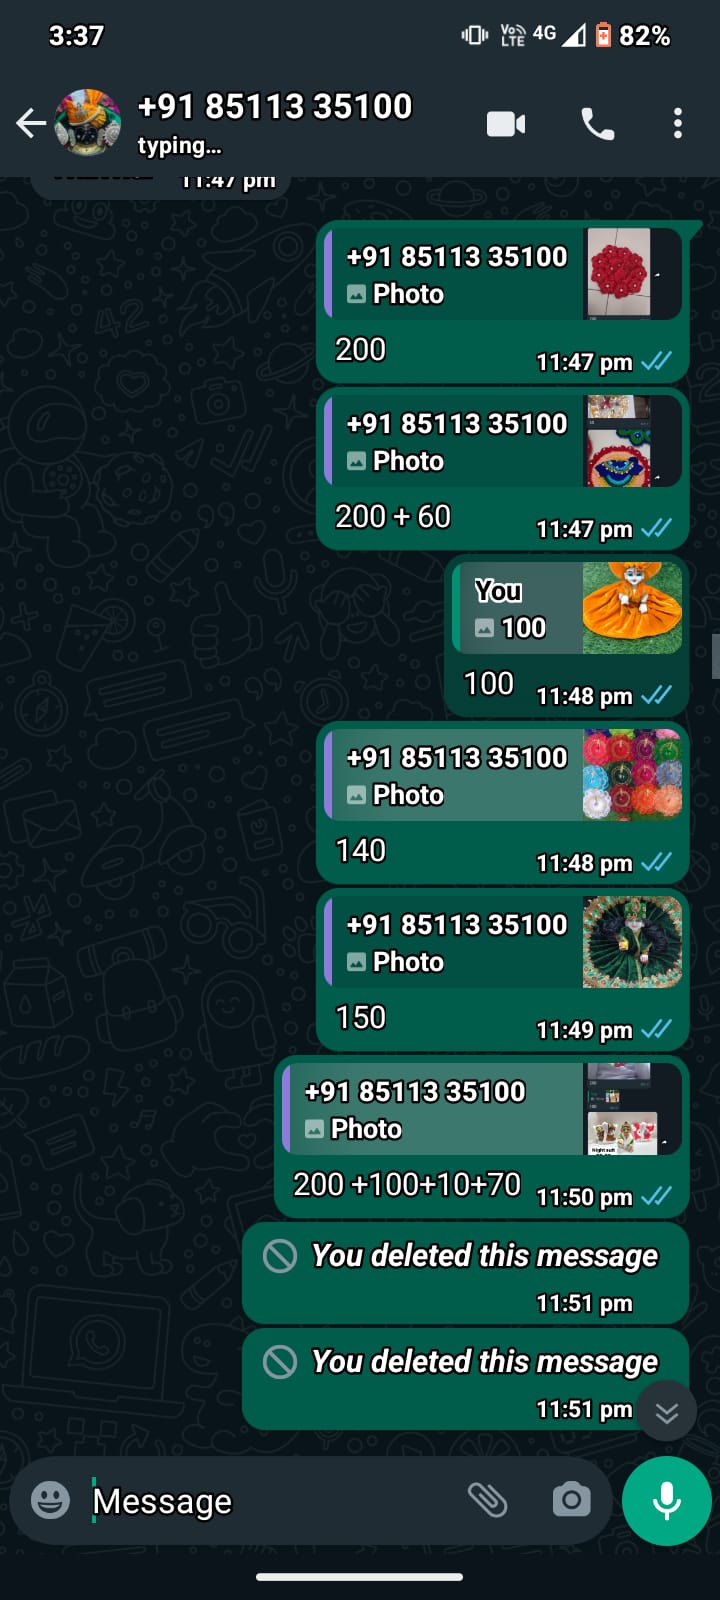 3:37
Vo LTE 4G 82%
+91 85113 35100
typing...
11:47 pm
+91 85113 35100
Photo
200
11:47 pm
+91 85113 35100
Photo
200 + 60
11:47 pm
You
100
100
11:48 pm
+91 85113 35100
Photo
140
11:48 pm
+91 85113 35100
Photo
150
11:49 pm
+91 85113 35100
Photo
Night suit
200 +100+10+70
11:50 pm
You deleted this message
11:51 pm
You deleted this message
11:51 pm
Message